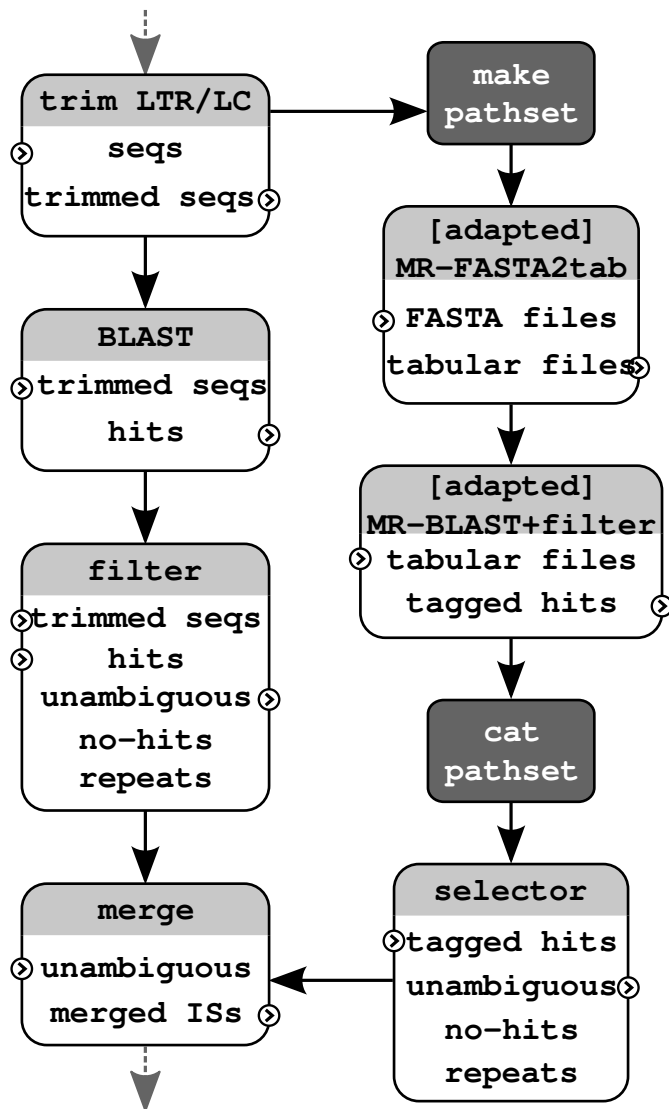 trim LTR/LC
seqs
trimmed seqs
BLAST
trimmed seqs
hits
filter
trimmed seqs
hits
unambiguous
no-hits
repeats
merge
unambiguous
merged ISs
make
pathset
[adapted]
MR-FASTA2tab
FASTA files
tabular files
[adapted]
MR-BLAST+filter
tabular files
tagged hits
cat
pathset
selector
tagged hits
unambiguous
no-hits
repeats